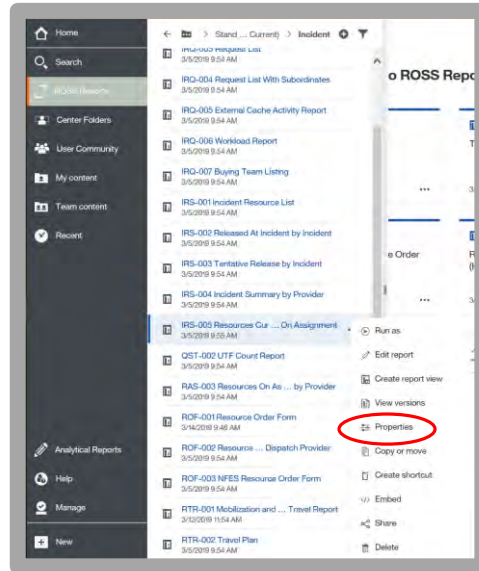 Home
Search
ROSS Reports
Center Folders
User Community
My content
Team content
Recent
Analytical Reports
Help
Manage
New
Stand ... Current) > Incident
IRQ-003 Request List
3/5/2019 9:54 AM
IRQ-004 Request List With Subordinates
3/5/2019 9:54 AM
IRQ-005 External Cache Activity Report
3/5/2019 9:54 AM
IRQ-006 Workload Report
3/5/2019 9:54 AM
IRQ-007 Buying Team Listing
3/5/2019 9:54 AM
IRS-001 Incident Resource List
3/5/2019 9:54 AM
IRS-002 Released At Incident by Incident
3/5/2019 9:54 AM
IRS-003 Tentative Release by Incident
3/5/2019 9:54 AM
IRS-004 Incident Summary by Provider
3/5/2019 9:54 AM
IRS-005 Resources Cur ... On Assignment
3/5/2019 9:55 AM
QST-002 UTF Count Report
3/5/2019 9:54 AM
RAS-003 Resources On As ... by Provider
3/5/2019 9:54 AM
ROF-001 Resource Order Form
3/14/2019 9:48 AM
ROF-002 Resource ... Dispatch Provider
3/5/2019 9:54 AM
ROF-003 NFES Resource Order Form
3/5/2019 9:54 AM
RTR-001 Mobilization and ... Travel Report
3/12/2019 11:54 AM
RTR-002 Travel Plan
3/5/2019 9:54 AM
o ROSS Repo
T
...
3/
e Order
R
...
Run as
Edit report
Create report view
View versions
Properties
Copy or move
Create shortcut
Embed
Share
Delete